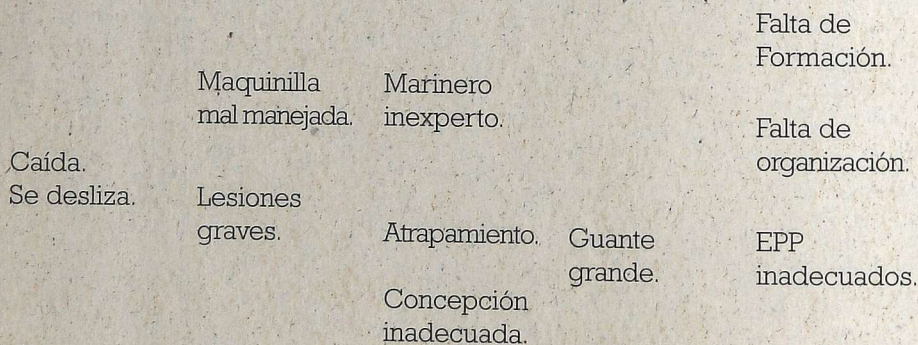 Caída.
Se desliza.
Maquinilla
mal manejada.
Lesiones
graves.
Marinero
inexperto.
Atrapamiento.
Concepción
inadecuada.
Guante
grande.
Falta de
Formación.
Falta de
organización.
EPP
inadecuados.